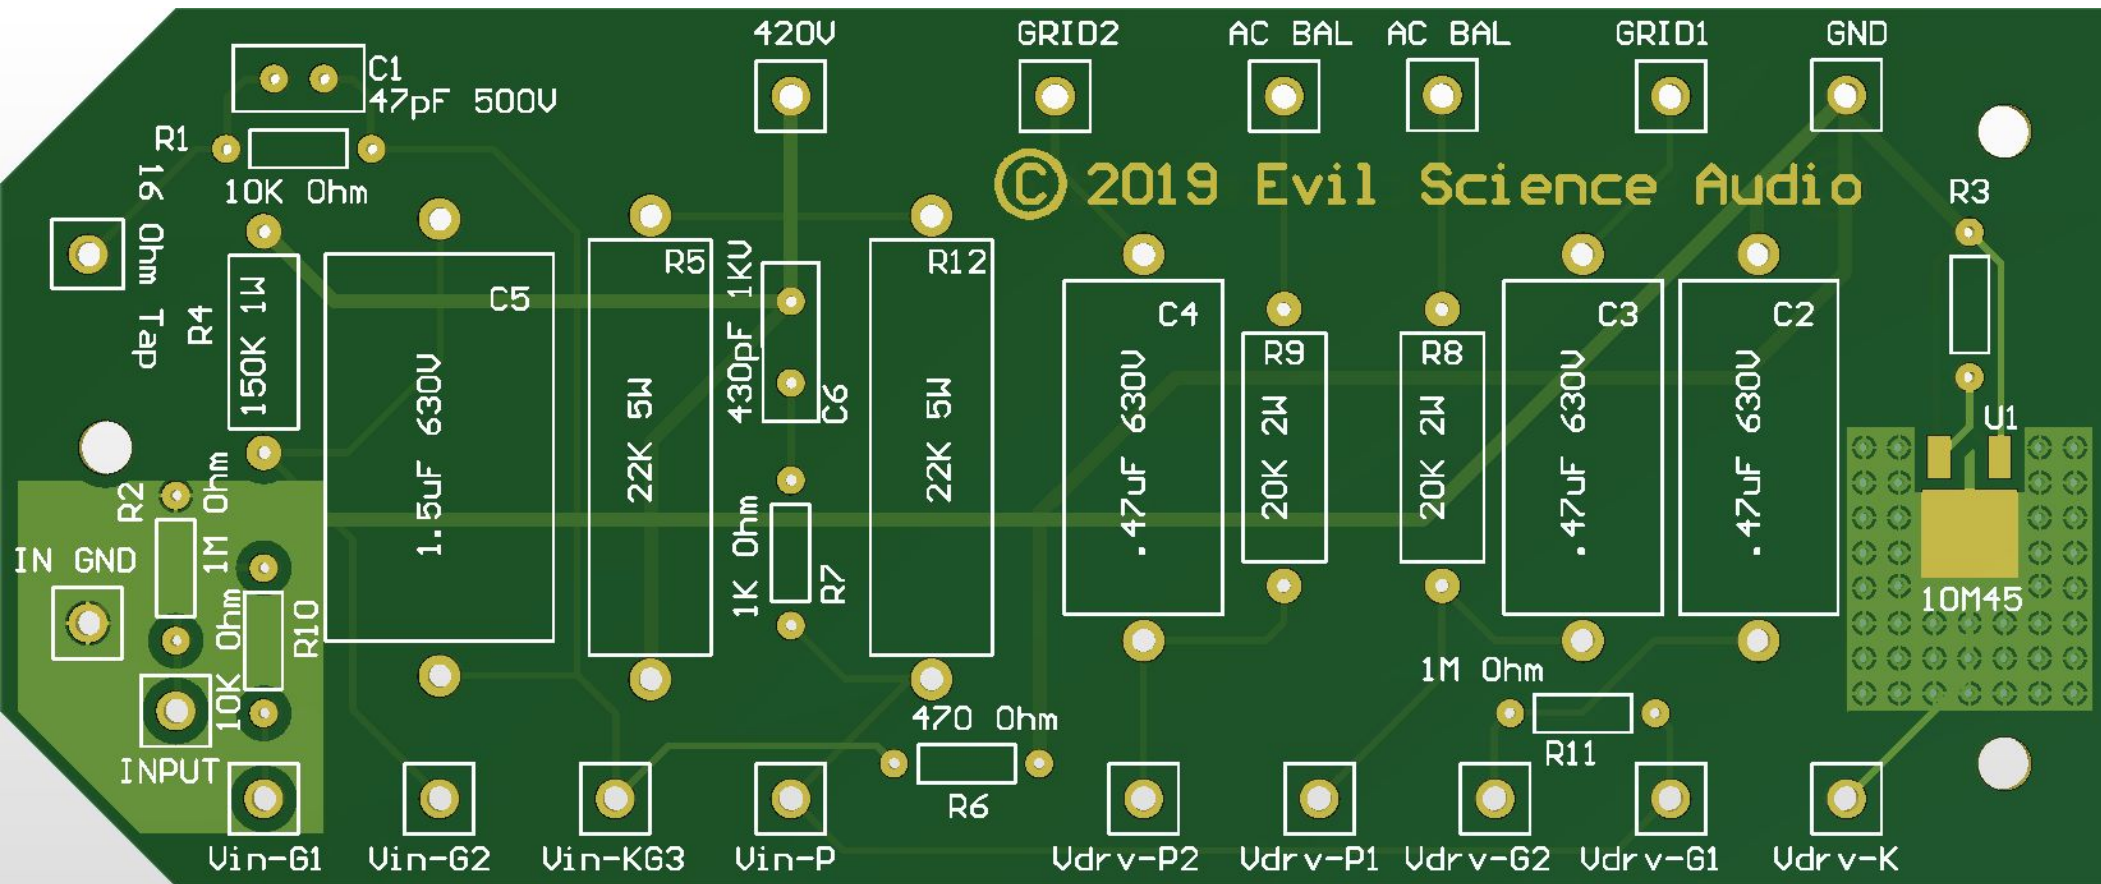 420V
GRID2
AC BAL
AC BAL
GRID1
GND
C1
47pF 500V
R1
10K Ohm
16 Ohm Tap
© 2019 Evil Science Audio
R3
R4
150K 1W
C5
1.5uF 630V
R5
22K 5W
430pF 1KV
C6
R12
22K 5W
C4
.47uF 630V
R9
20K 2W
R8
20K 2W
C3
.47uF 630V
C2
.47uF 630V
U1
10M45
R2
1M Ohm
IN GND
10K Ohm
R10
1K Ohm
R7
INPUT
470 Ohm
R6
1M Ohm
R11
Vin-G1
Vin-G2
Vin-KG3
Vin-P
Vdrv-P2
Vdrv-P1
Vdrv-G2
Vdrv-G1
Vdrv-K